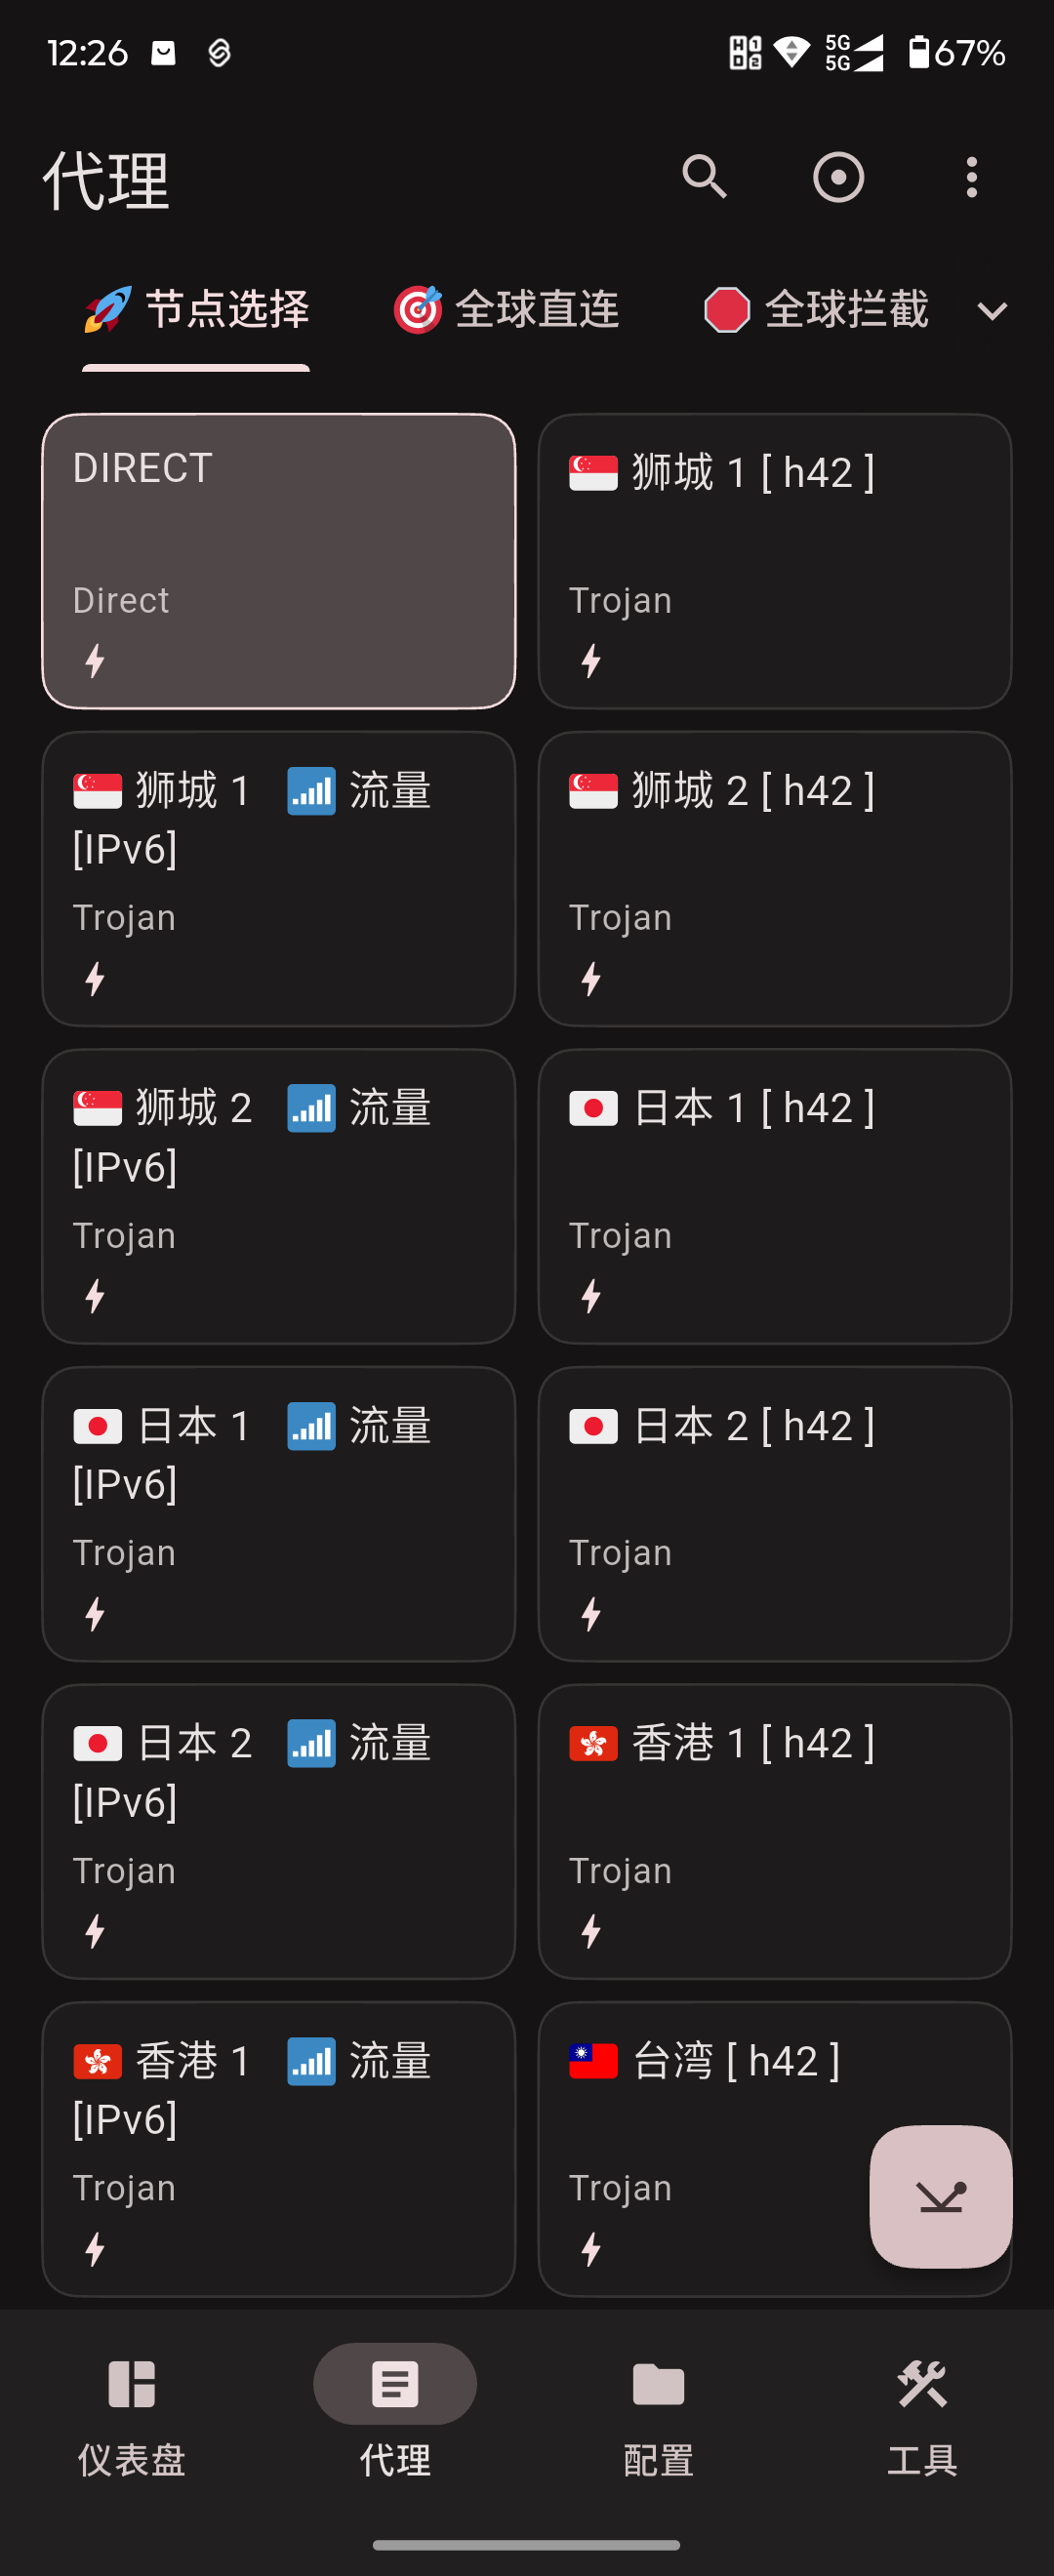 12:26
HD 1 2
5G
5G
67%
代理
节点选择
全球直连
全球拦截
DIRECT
Direct
狮城 1 [ h42 ]
Trojan
狮城 1 流量
[IPv6]
Trojan
狮城 2 [ h42 ]
Trojan
狮城 2 流量
[IPv6]
Trojan
日本 1 [ h42 ]
Trojan
日本 1 流量
[IPv6]
Trojan
日本 2 [ h42 ]
Trojan
日本 2 流量
[IPv6]
Trojan
香港 1 [ h42 ]
Trojan
香港 1 流量
[IPv6]
Trojan
台湾 [ h42 ]
Trojan
仪表盘
代理
配置
工具